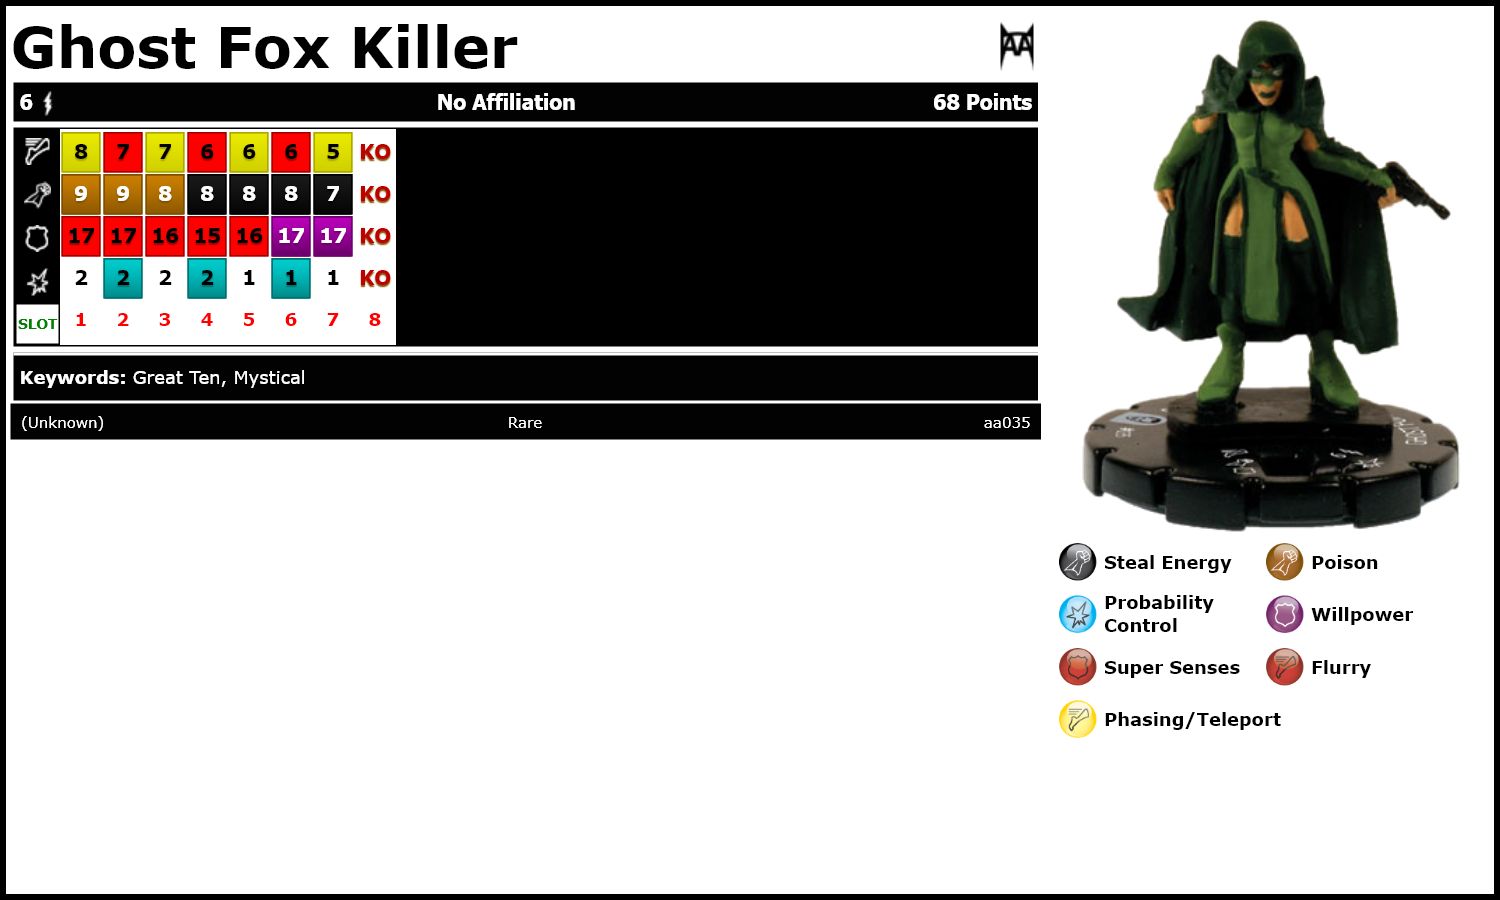 Ghost Fox Killer
AA
6 No Affiliation 68 Points
8 7 7 6 6 6 5 KO
9 9 8 8 8 8 7 KO
17 17 16 15 16 17 17 KO
2 2 2 2 1 1 1 KO
SLOT 1 2 3 4 5 6 7 8
Keywords: Great Ten, Mystical
(Unknown) Rare aa035
Steal Energy Poison
Probability
Control
Willpower
Super Senses Flurry
Phasing/Teleport